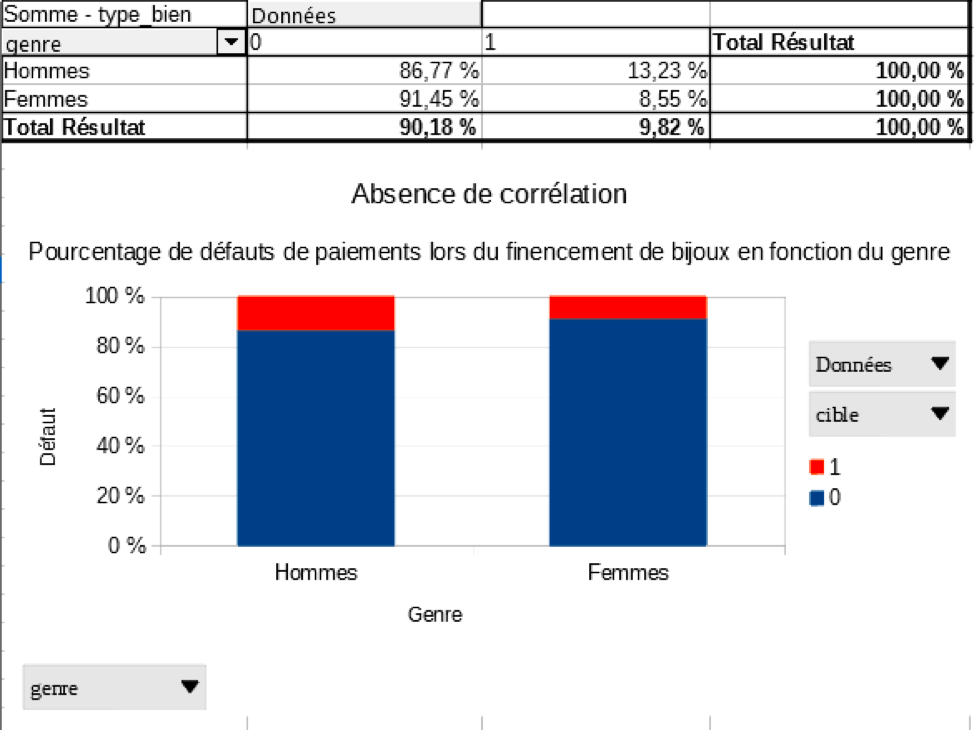 Somme - type_bien Données
genre 0 1 Total Résultat
Hommes 86,77 % 13,23 % 100,00 %
Femmes 91,45 % 8,55 % 100,00 %
Total Résultat 90,18 % 9,82 % 100,00 %
Absence de corrélation
Pourcentage de défauts de paiements lors du finencement de bijoux en fonction du genre
100 %
80 %
60 %
40 %
20 %
0 %
Défaut
Hommes Femmes
Genre
Données
cible
1
0
genre